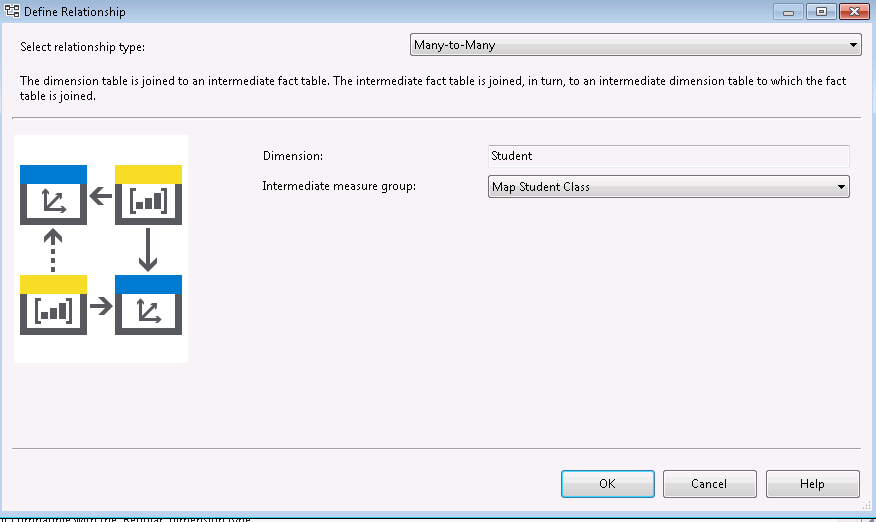 Define Relationship
Select relationship type:
Many-to-Many
The dimension table is joined to an intermediate fact table. The intermediate fact table is joined, in turn, to an intermediate dimension table to which the fact
table is joined.
Dimension:
Student
Intermediate measure group:
Map Student Class
OK
Cancel
Help